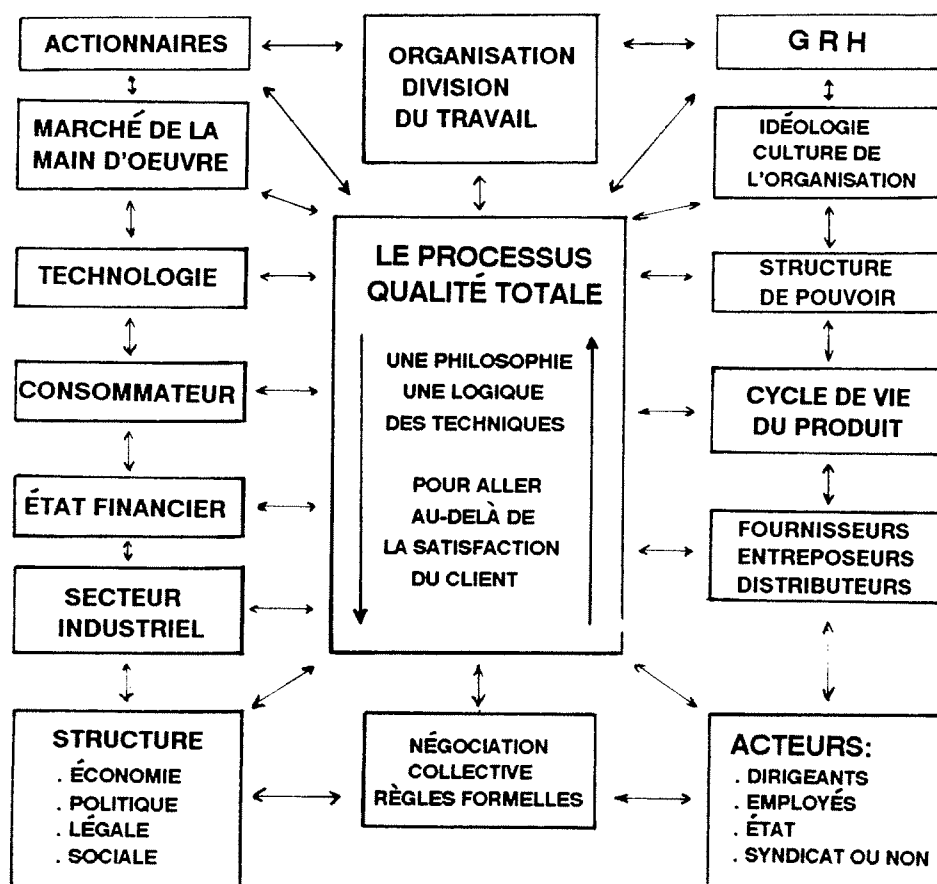 ACTIONNAIRES
ORGANISATION
DIVISION
DU TRAVAIL
G R H
MARCHÉ DE LA
MAIN D'OEUVRE
IDÉOLOGIE
CULTURE DE
L'ORGANISATION
LE PROCESSUS
QUALITÉ TOTALE
UNE PHILOSOPHIE
UNE LOGIQUE
DES TECHNIQUES
POUR ALLER
AU-DELÀ DE
LA SATISFACTION
DU CLIENT
TECHNOLOGIE
STRUCTURE
DE POUVOIR
CONSOMMATEUR
CYCLE DE VIE
DU PRODUIT
ÉTAT FINANCIER
FOURNISSEURS
ENTREPOSEURS
DISTRIBUTEURS
SECTEUR
INDUSTRIEL
STRUCTURE
. ÉCONOMIE
. POLITIQUE
. LÉGALE
. SOCIALE
NÉGOCIATION
COLLECTIVE
RÈGLES FORMELLES
ACTEURS:
. DIRIGEANTS
. EMPLOYÉS
. ÉTAT
. SYNDICAT OU NON